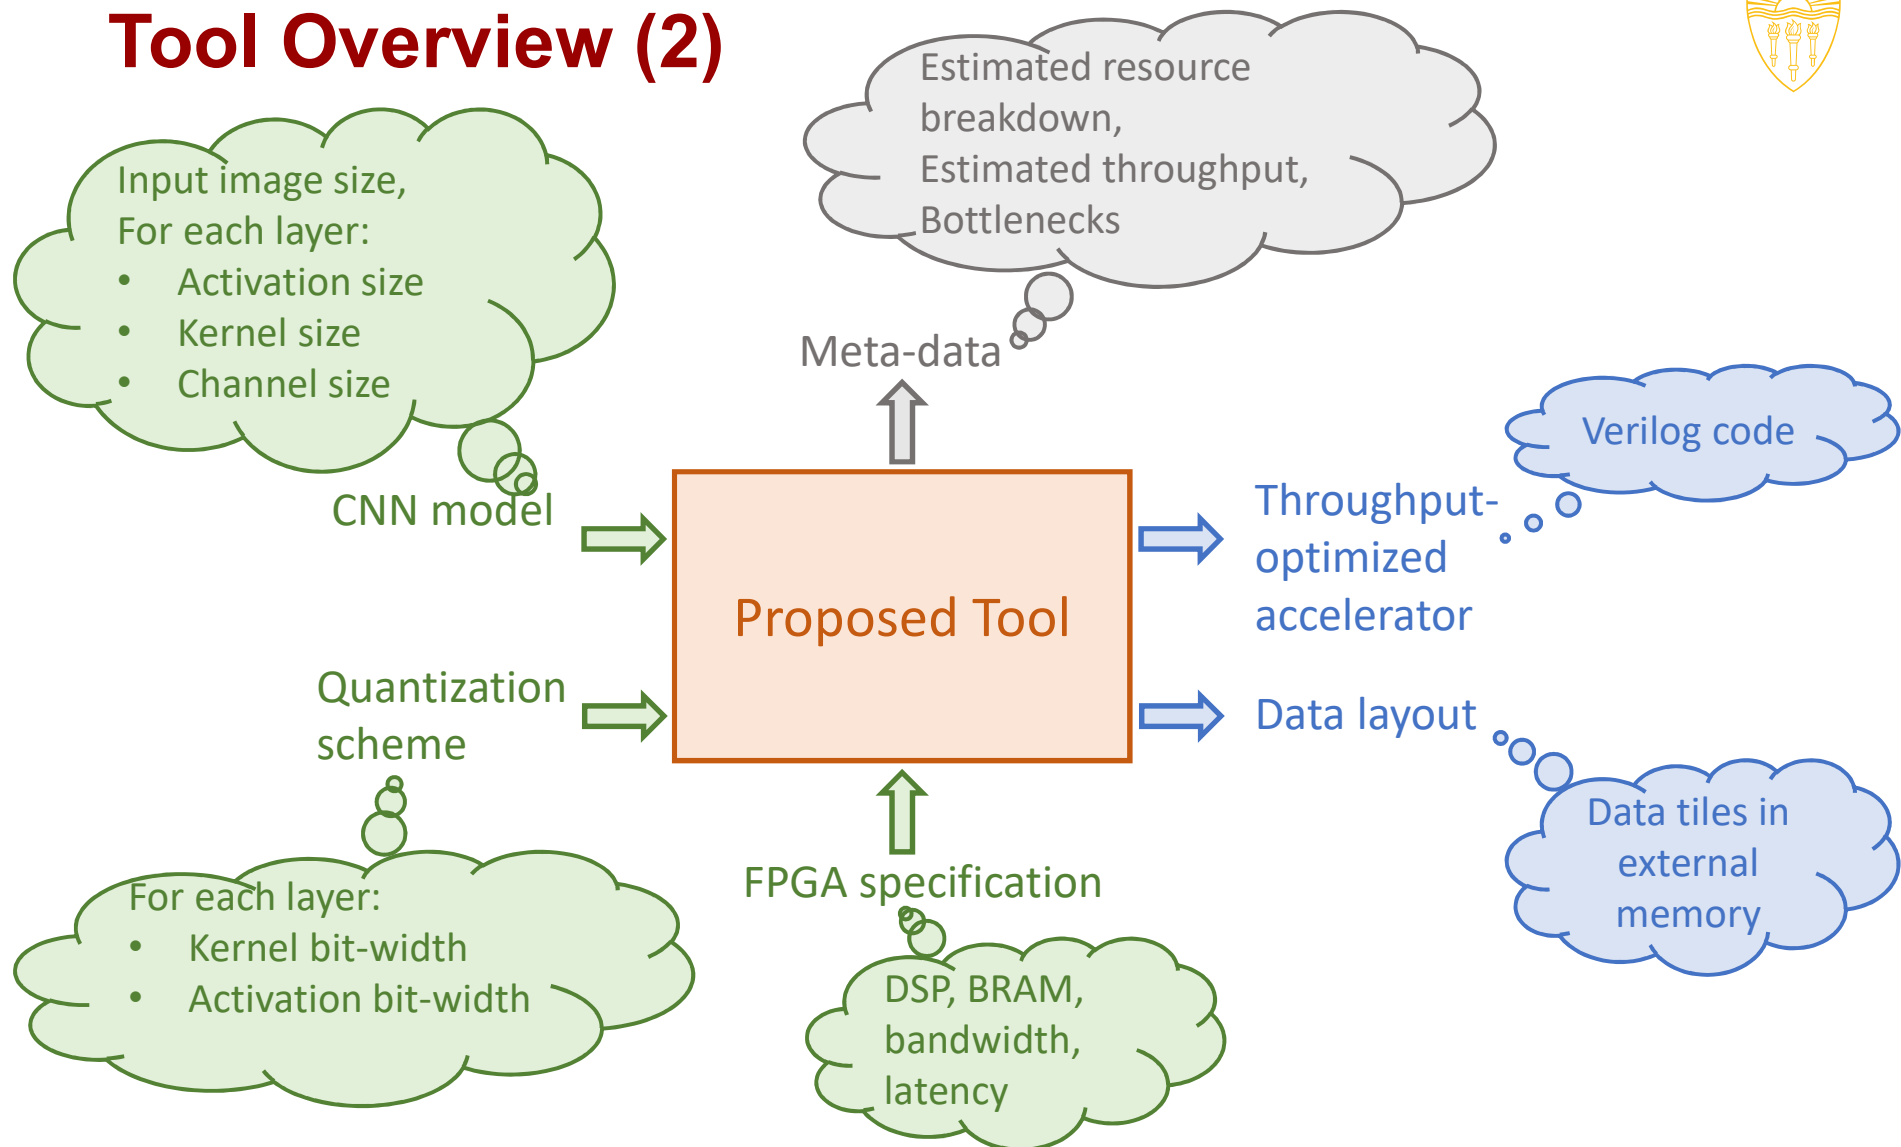 Tool Overview (2)
Estimated resource
breakdown,
Estimated throughput,
Bottlenecks
Input image size,
For each layer:
• Activation size
• Kernel size
• Channel size
Meta-data
Verilog code
CNN model
Throughput-
optimized
accelerator
Proposed Tool
Quantization
scheme
Data layout
Data tiles in
external
memory
FPGA specification
For each layer:
• Kernel bit-width
• Activation bit-width
DSP, BRAM,
bandwidth,
latency